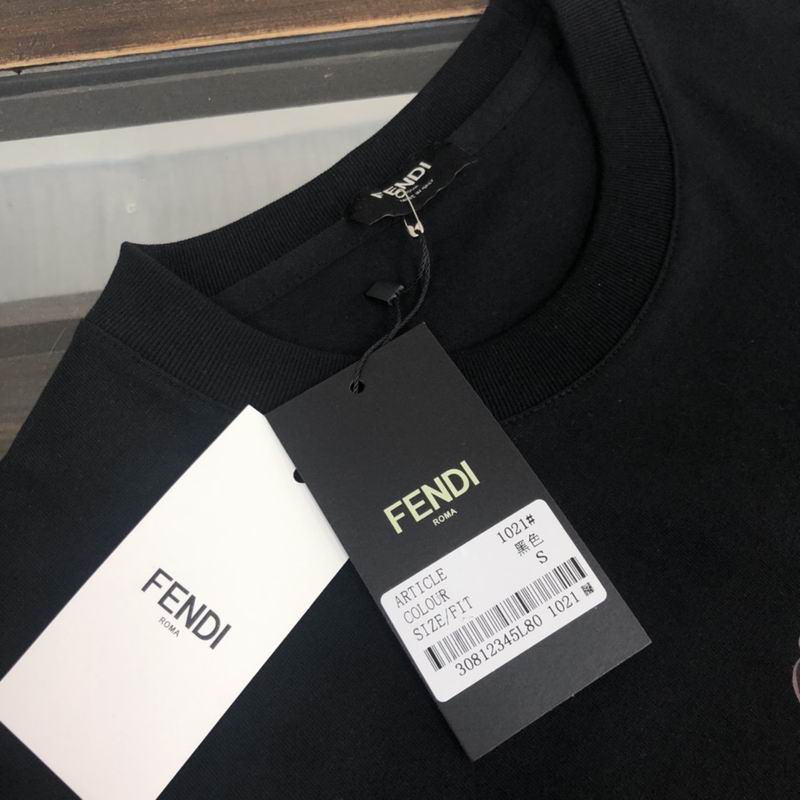 FENDI
FENDI
ROMA
ARTICLE 1021#
COLOUR 黑色
SIZE/FIT S
30812345L80 1021
FENDI
ROMA